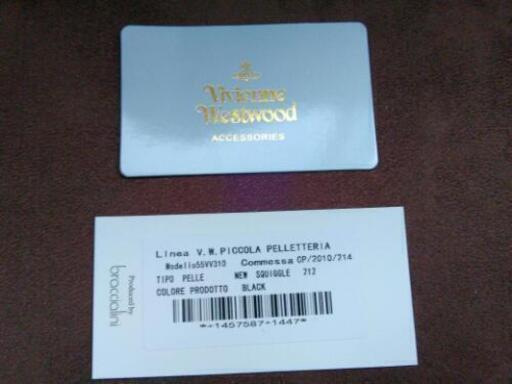 Vivienne
Westwood
ACCESSORIES
Linea V.W.PICCOLA PELLETTERIA
Modello55VV310 Commessa CP/2010/214
TIPO PELLE NEW SQUIGGLE 212
COLORE PRODOTTO BLACK
*+1457587-1447*
Produced by
braccialini